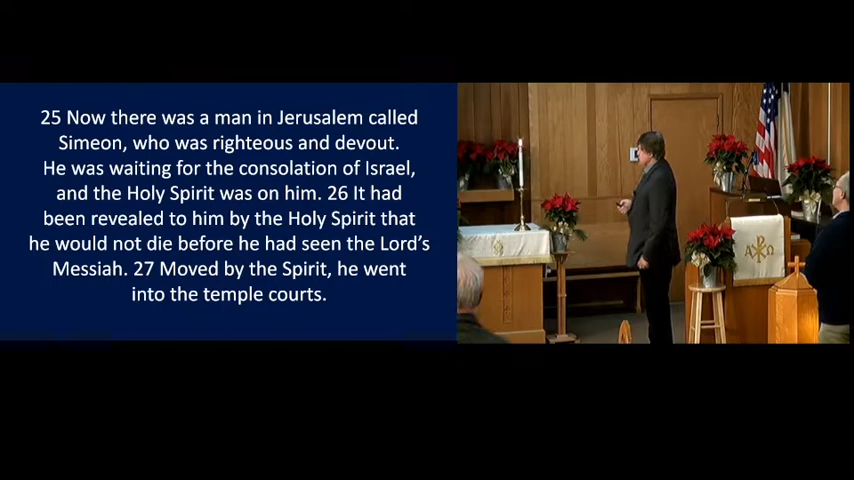 25 Now there was a man in Jerusalem called
Simeon, who was righteous and devout.
He was waiting for the consolation of Israel,
and the Holy Spirit was on him. 26 It had
been revealed to him by the Holy Spirit that
he would not die before he had seen the Lord’s
Messiah. 27 Moved by the Spirit, he went
into the temple courts.
Α Ω